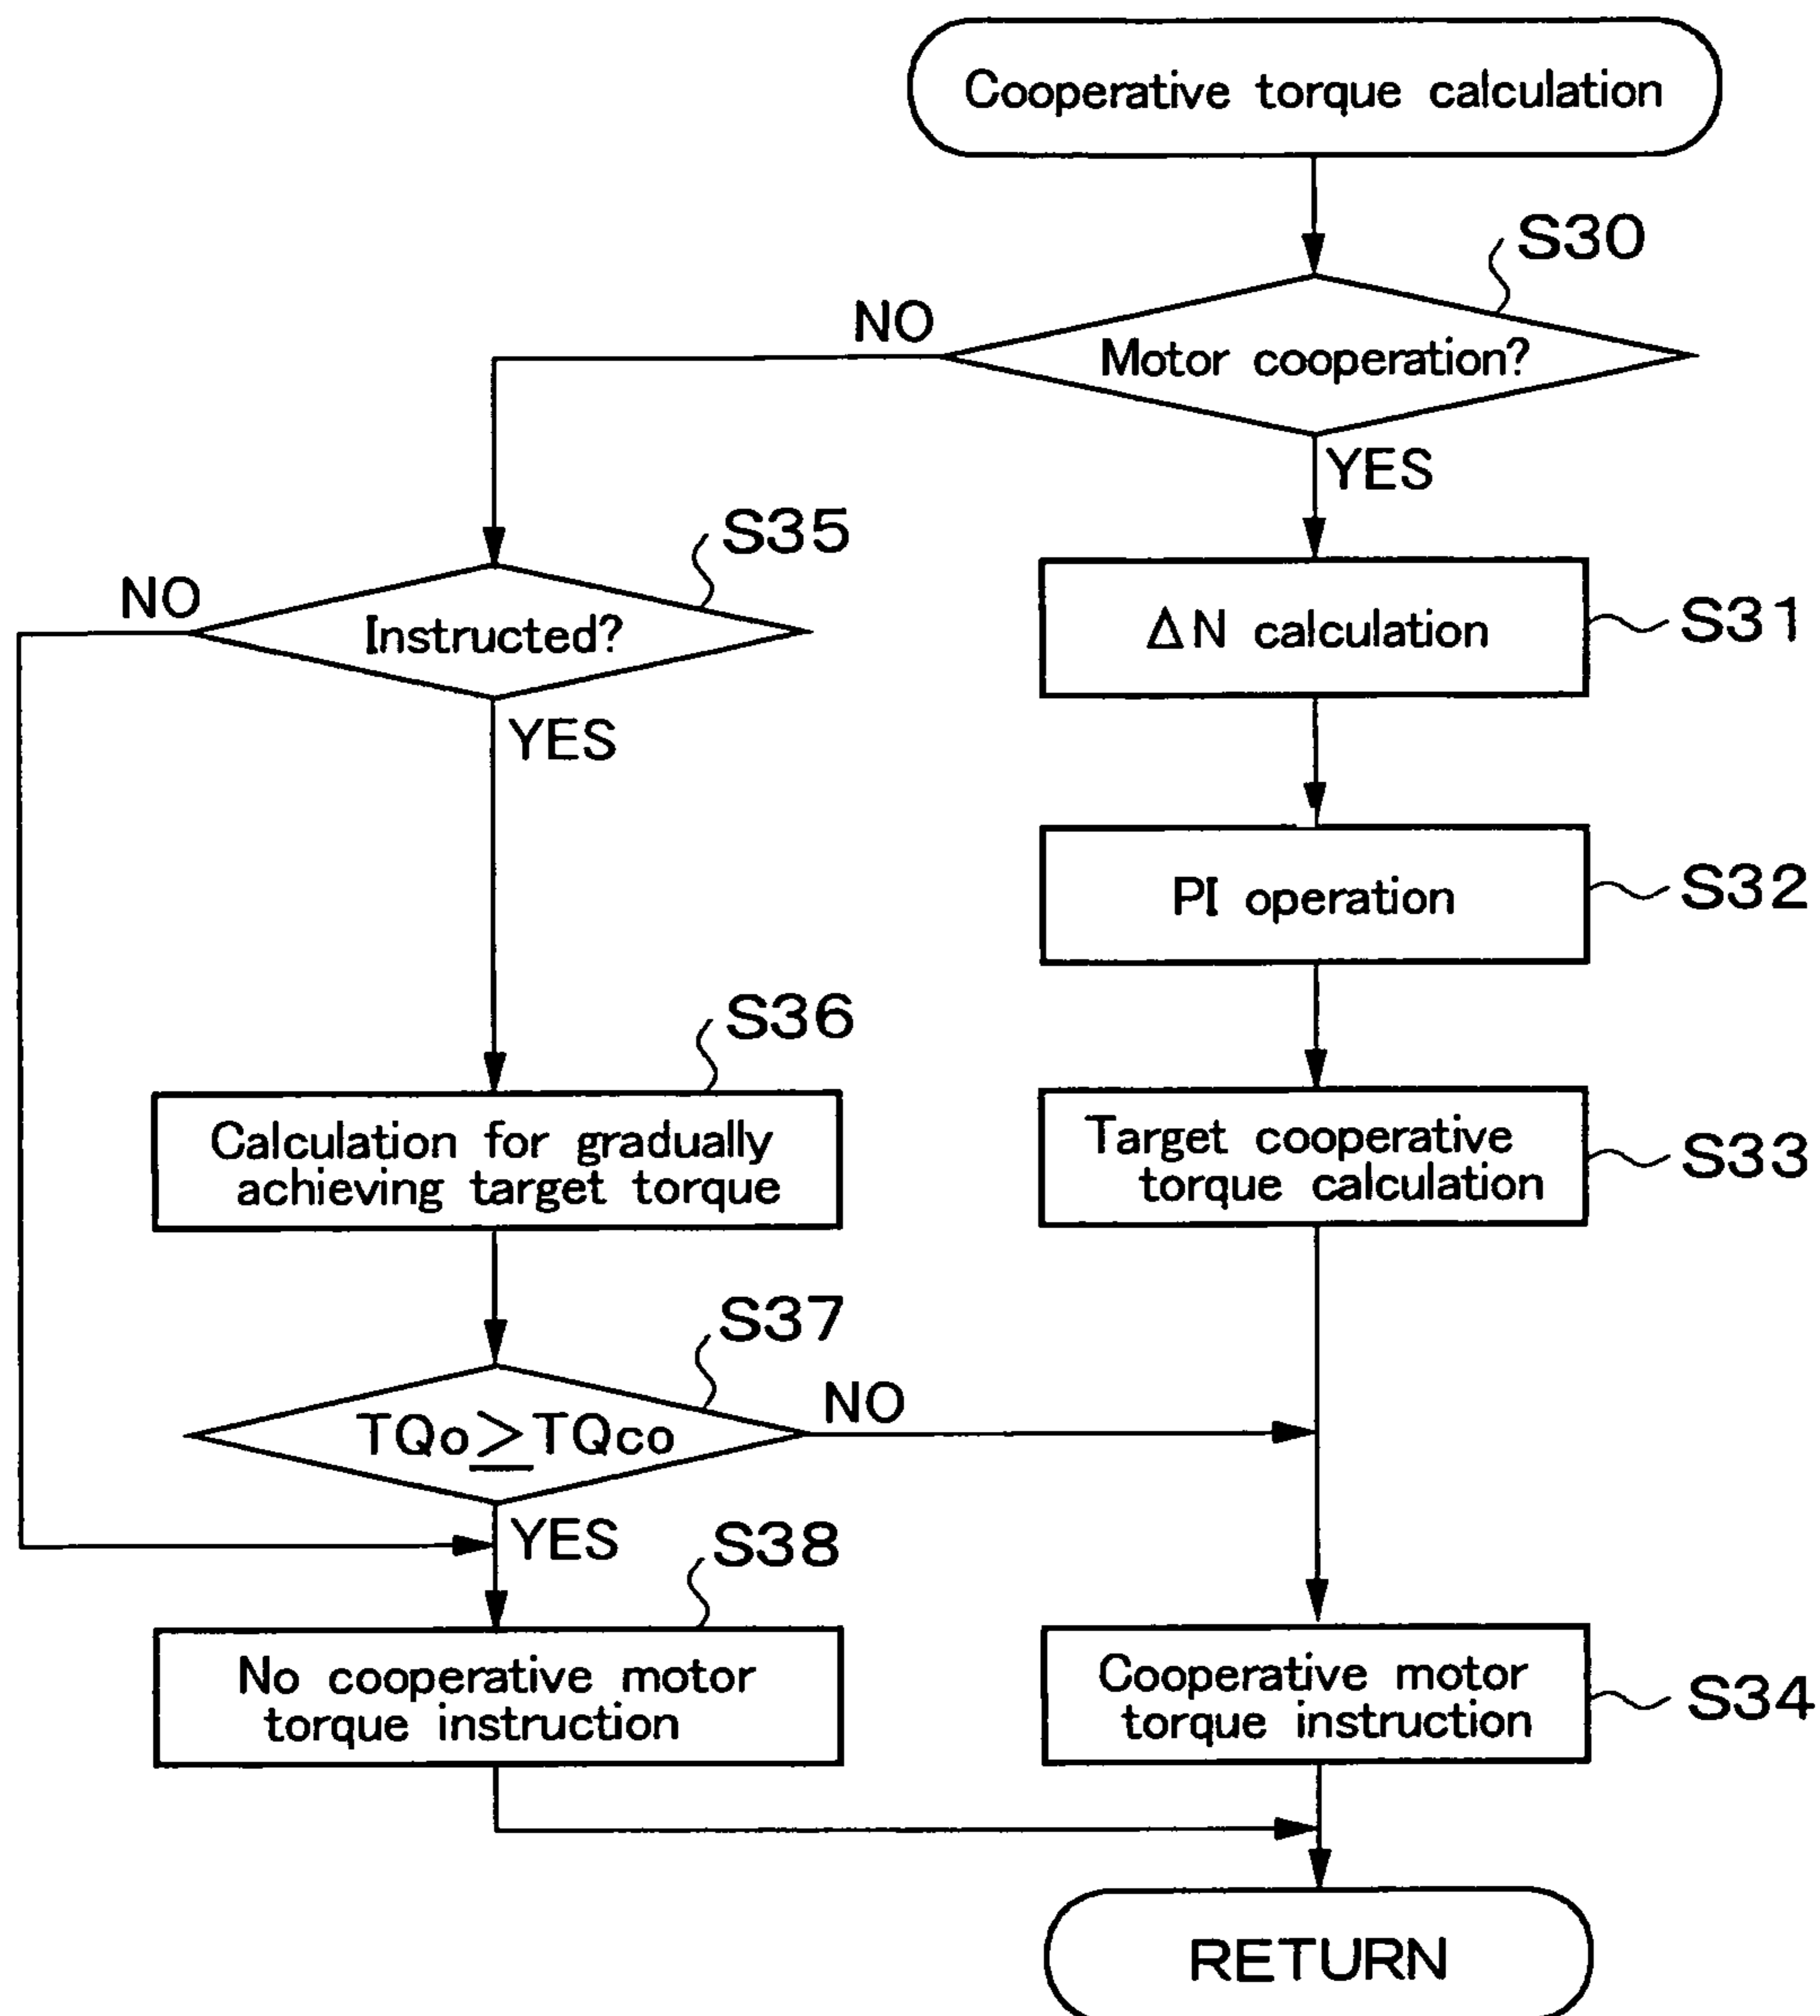 Cooperative torque calculation
S30
NO
Motor cooperation?
YES
S35
NO
Instructed?
YES
ΔN calculation
S31
PI operation
S32
S36
Calculation for gradually
achieving target torque
Target cooperative
torque calculation
S33
S37
TQo≥TQco
NO
YES
S38
No cooperative motor
torque instruction
Cooperative motor
torque instruction
S34
RETURN